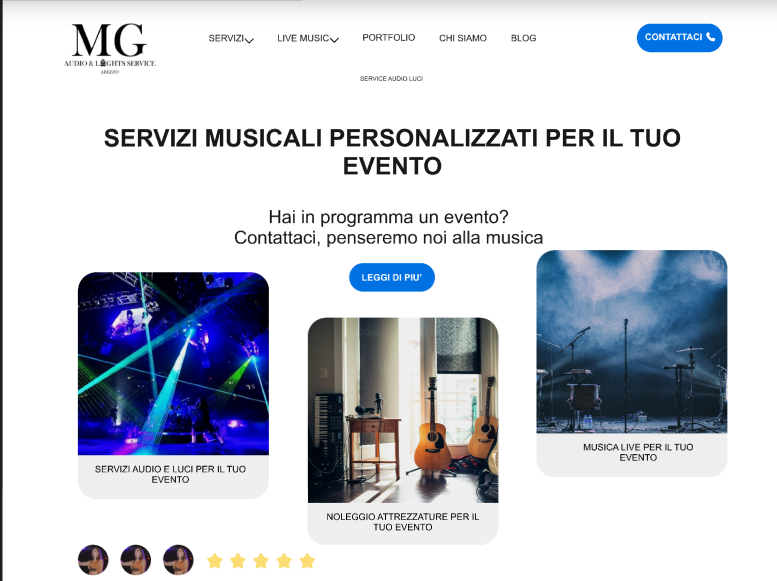 MG
AUDIO & LIGHTS SERVICE
AREZZO
SERVIZI
LIVE MUSIC
PORTFOLIO
CHI SIAMO
BLOG
CONTATTACI
SERVICE AUDIO LUCI
SERVIZI MUSICALI PERSONALIZZATI PER IL TUO
EVENTO
Hai in programma un evento?
Contattaci, penseremo noi alla musica
LEGGI DI PIU’
SERVIZI AUDIO E LUCI PER IL TUO
EVENTO
NOLEGGIO ATTREZZATURE PER IL
TUO EVENTO
MUSICA LIVE PER IL TUO
EVENTO